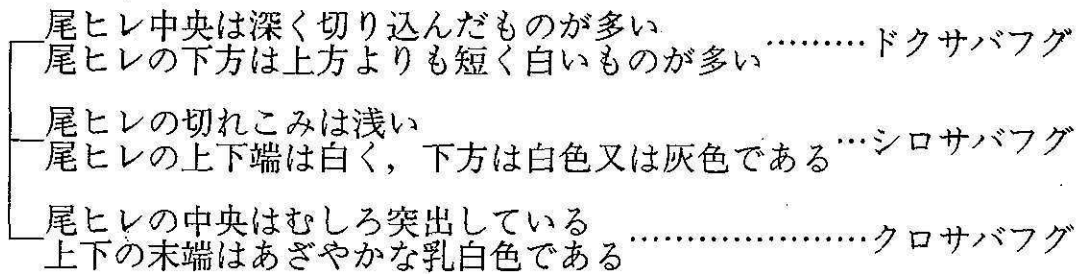 尾ヒレ中央は深く切り込んだものが多い
尾ヒレの下方は上方よりも短く白いものが多い………ドクサバフグ
尾ヒレの切れこみは浅い
尾ヒレの上下端は白く，下方は白色又は灰色である…シロサバフグ
尾ヒレの中央はむしろ突出している
上下の末端はあざやかな乳白色である…………………クロサバフグ